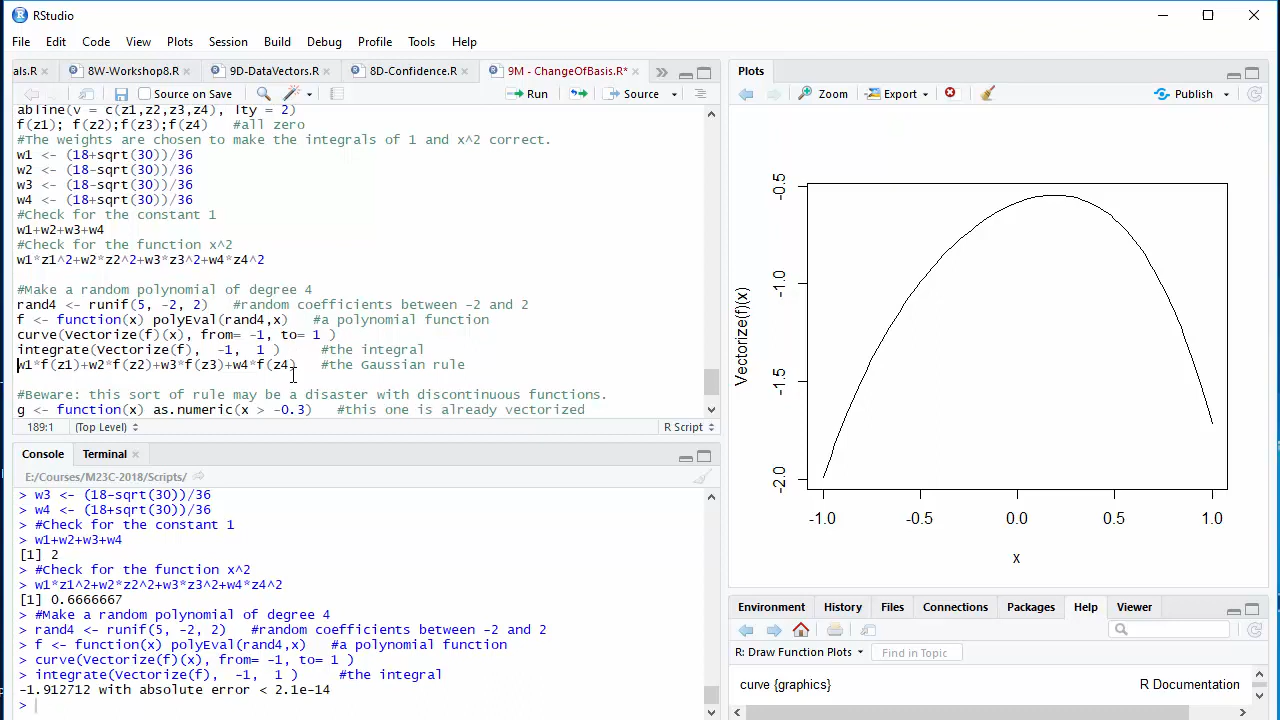 RStudio
File Edit Code View Plots Session Build Debug Profile Tools Help
als.R 8W-Workshop8.R 9D-DataVectors.R 8D-Confidence.R 9M - ChangeOfBasis.R*
Source on Save Run Source
abline(v = c(z1,z2,z3,z4), lty = 2)
f(z1); f(z2);f(z3);f(z4) #all zero
#The weights are chosen to make the integrals of 1 and x^2 correct.
w1 <- (18+sqrt(30))/36
w2 <- (18-sqrt(30))/36
w3 <- (18-sqrt(30))/36
w4 <- (18+sqrt(30))/36
#Check for the constant 1
w1+w2+w3+w4
#Check for the function x^2
w1*z1^2+w2*z2^2+w3*z3^2+w4*z4^2
#Make a random polynomial of degree 4
rand4 <- runif(5, -2, 2) #random coefficients between -2 and 2
f <- function(x) polyEval(rand4,x) #a polynomial function
curve(Vectorize(f)(x), from= -1, to= 1 )
integrate(Vectorize(f), -1, 1 ) #the integral
w1*f(z1)+w2*f(z2)+w3*f(z3)+w4*f(z4) #the Gaussian rule
#Beware: this sort of rule may be a disaster with discontinuous functions.
g <- function(x) as.numeric(x > -0.3) #this one is already vectorized
189:1 (Top Level) R Script
Console Terminal
E:/Courses/M23C-2018/Scripts/
> w3 <- (18-sqrt(30))/36
> w4 <- (18+sqrt(30))/36
> #Check for the constant 1
> w1+w2+w3+w4
[1] 2
> #Check for the function x^2
> w1*z1^2+w2*z2^2+w3*z3^2+w4*z4^2
[1] 0.6666667
> #Make a random polynomial of degree 4
> rand4 <- runif(5, -2, 2) #random coefficients between -2 and 2
> f <- function(x) polyEval(rand4,x) #a polynomial function
> curve(Vectorize(f)(x), from= -1, to= 1 )
> integrate(Vectorize(f), -1, 1 ) #the integral
-1.912712 with absolute error < 2.1e-14
>
Plots
Zoom Export Publish
-0.5
-1.0
-1.5
-2.0
Vectorize(f)(x)
-1.0 -0.5 0.0 0.5 1.0
x
Environment History Files Connections Packages Help Viewer
R: Draw Function Plots Find in Topic
curve {graphics} R Documentation